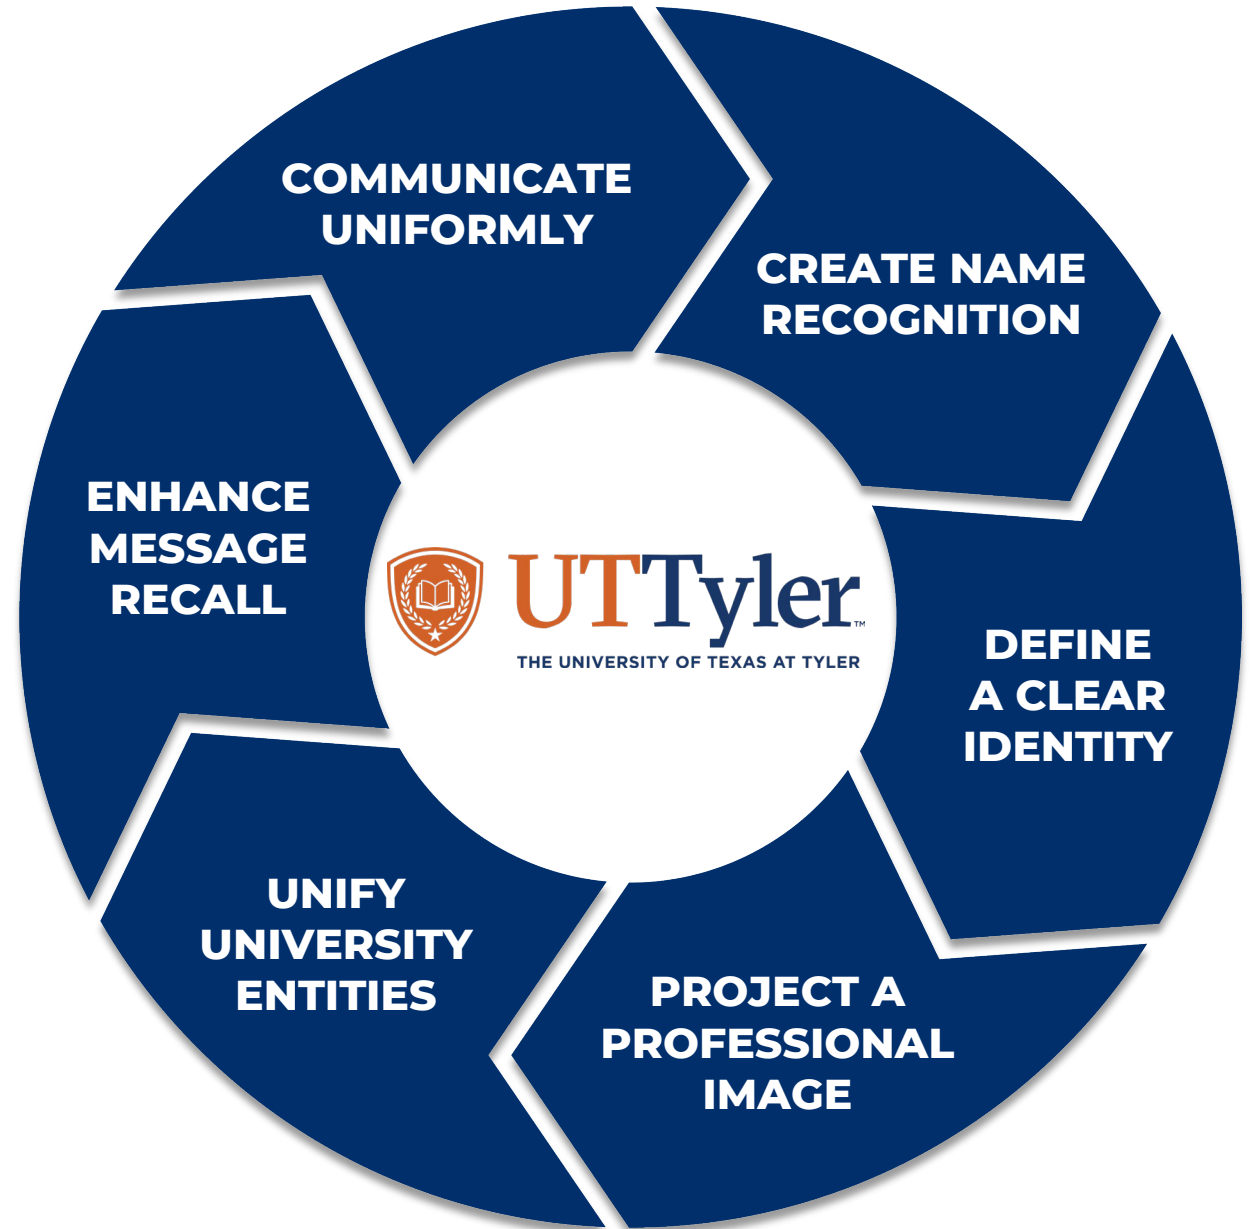 COMMUNICATE
UNIFORMLY
CREATE NAME
RECOGNITION
DEFINE
A CLEAR
IDENTITY
PROJECT A
PROFESSIONAL
IMAGE
UNIFY
UNIVERSITY
ENTITIES
ENHANCE
MESSAGE
RECALL
UTTyler™
THE UNIVERSITY OF TEXAS AT TYLER